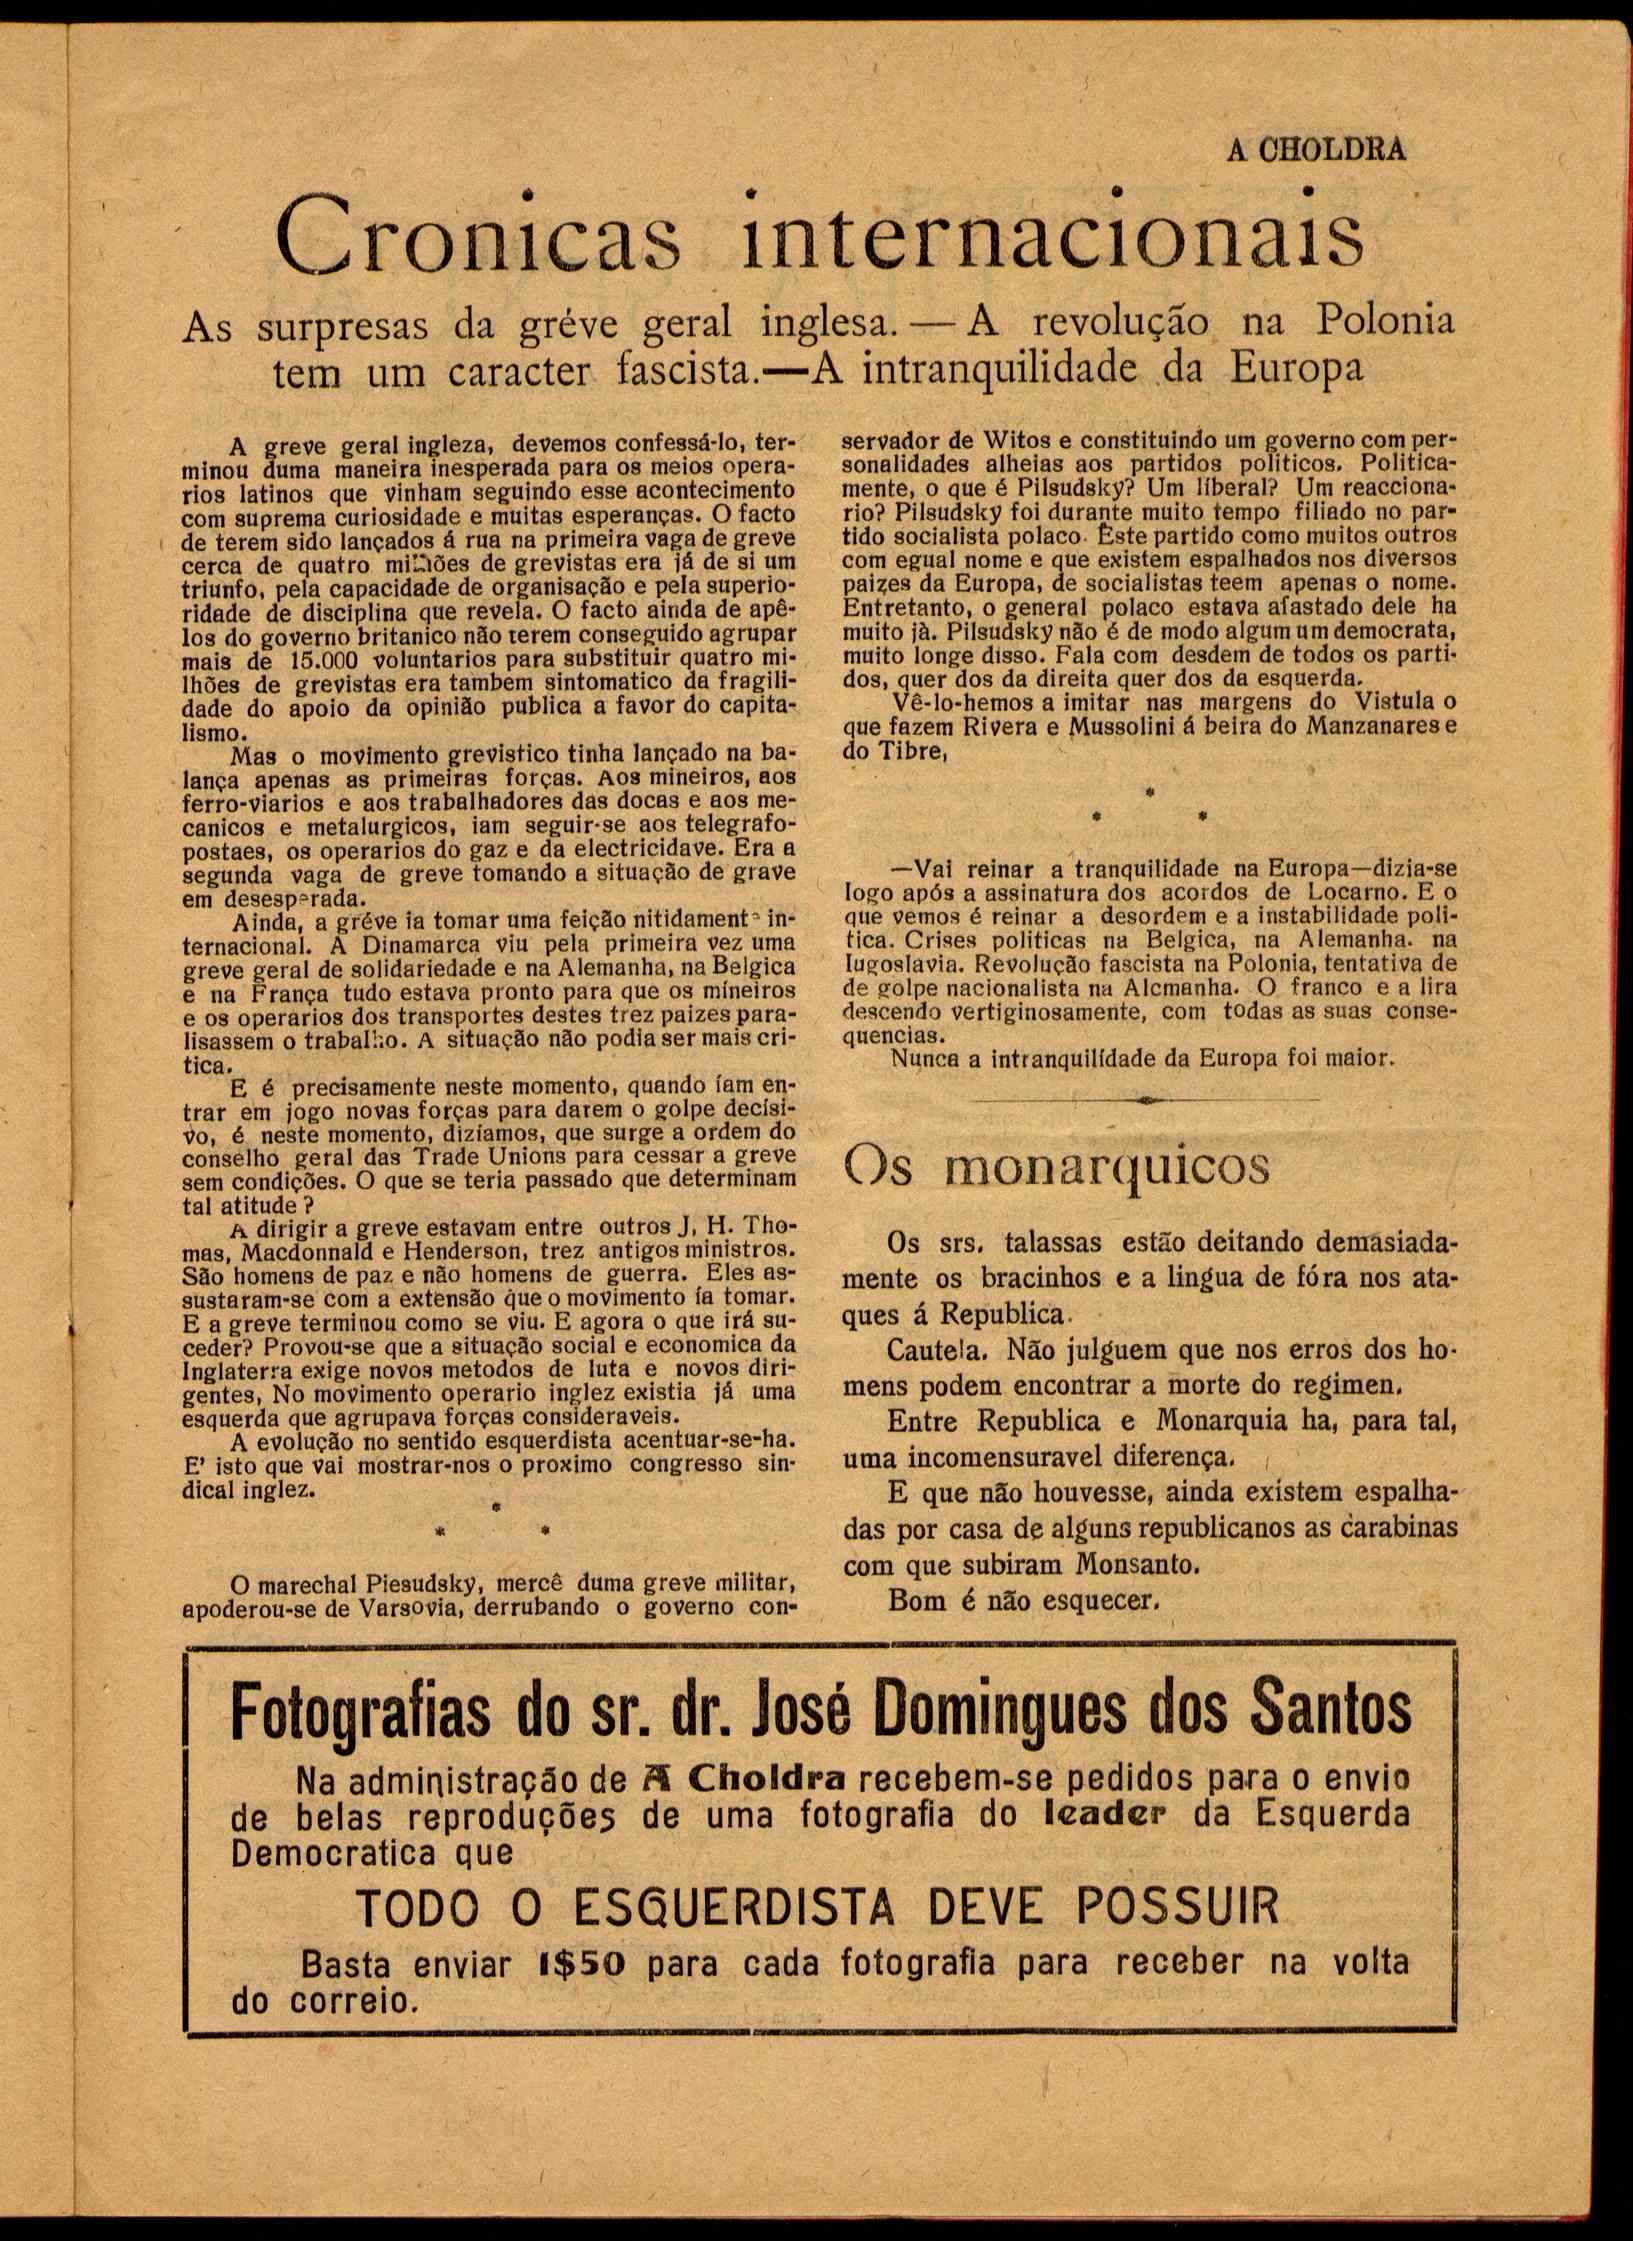 A CHOLDRA
Cronicas internacionais
As surpresas da gréve geral inglesa. — A revolução na Polonia
tem um caracter fascista.—A intranquilidade da Europa
A greve geral ingleza, devemos confessá-lo, ter-
minou duma maneira inesperada para os meios opera-
rios latinos que vinham seguindo esse acontecimento
com suprema curiosidade e muitas esperanças. O facto
de terem sido lançados á rua na primeira vaga de greve
cerca de quatro milhões de grevistas era já de si um
triunfo, pela capacidade de organisação e pela superio-
ridade de disciplina que revela. O facto ainda de apê-
los do governo britanico não terem conseguido agrupar
mais de 15.000 voluntarios para substituir quatro mi-
lhões de grevistas era tambem sintomatico da fragili-
dade do apoio da opinião publica a favor do capita-
lismo.
Mas o movimento grevistico tinha lançado na ba-
lança apenas as primeiras forças. Aos mineiros, aos
ferro-viarios e aos trabalhadores das docas e aos me-
canicos e metalurgicos, iam seguir-se aos telegrafo-
postaes, os operarios do gaz e da electricidave. Era a
segunda vaga de greve tomando a situação de grave
em desesperada.
Ainda, a gréve ia tomar uma feição nitidamente in-
ternacional. A Dinamarca viu pela primeira vez uma
greve geral de solidariedade e na Alemanha, na Belgica
e na França tudo estava pronto para que os mineiros
e os operarios dos transportes destes trez paizes para-
lisassem o trabalho. A situação não podia ser mais cri-
tica.
E é precisamente neste momento, quando iam en-
trar em jogo novas forças para darem o golpe decisi-
vo, é neste momento, diziamos, que surge a ordem do
conselho geral das Trade Unions para cessar a greve
sem condições. O que se teria passado que determinam
tal atitude?
A dirigir a greve estavam entre outros J, H. Tho-
mas, Macdonnald e Henderson, trez antigos ministros.
São homens de paz e não homens de guerra. Eles as-
sustaram-se com a extensão que o movimento ia tomar.
E a greve terminou como se viu. E agora o que irá su-
ceder? Provou-se que a situação social e economica da
Inglaterra exige novos metodos de luta e novos diri-
gentes, No movimento operario inglez existia já uma
esquerda que agrupava forças consideraveis.
A evolução no sentido esquerdista acentuar-se-ha.
E' isto que vai mostrar-nos o proximo congresso sin-
dical inglez.
*
* *
O marechal Piesudsky, mercê duma greve militar,
apoderou-se de Varsovia, derrubando o governo con-
servador de Witos e constituindo um governo com per-
sonalidades alheias aos partidos politicos. Politica-
mente, o que é Pilsudsky? Um liberal? Um reacciona-
rio? Pilsudsky foi durante muito tempo filiado no par-
tido socialista polaco. Este partido como muitos outros
com egual nome e que existem espalhados nos diversos
paizes da Europa, de socialistas teem apenas o nome.
Entretanto, o general polaco estava afastado dele ha
muito jà. Pilsudsky não é de modo algum um democrata,
muito longe disso. Fala com desdem de todos os parti-
dos, quer dos da direita quer dos da esquerda.
Vê-lo-hemos a imitar nas margens do Vistula o
que fazem Rivera e Mussolini á beira do Manzanares e
do Tibre,
*
* *
—Vai reinar a tranquilidade na Europa—dizia-se
logo após a assinatura dos acordos de Locarno. E o
que vemos é reinar a desordem e a instabilidade poli-
tica. Crises politicas na Belgica, na Alemanha. na
Iugoslavia. Revolução fascista na Polonia, tentativa de
de golpe nacionalista na Alcmanha. O franco e a lira
descendo vertiginosamente, com todas as suas conse-
quencias.
Nunca a intranquilidade da Europa foi maior.
Os monarquicos
Os srs. talassas estão deitando demasiada-
mente os bracinhos e a lingua de fóra nos ata-
ques á Republica.
Cautela. Não julguem que nos erros dos ho-
mens podem encontrar a morte do regimen.
Entre Republica e Monarquia ha, para tal,
uma incomensuravel diferença.
E que não houvesse, ainda existem espalha-
das por casa de alguns republicanos as carabinas
com que subiram Monsanto.
Bom é não esquecer.
Fotografias do sr. dr. José Domingues dos Santos
Na administração de A Choldra recebem-se pedidos para o envio
de belas reproduções de uma fotografia do leader da Esquerda
Democratica que
TODO O ESQUERDISTA DEVE POSSUIR
Basta enviar 1$50 para cada fotografia para receber na volta
do correio.